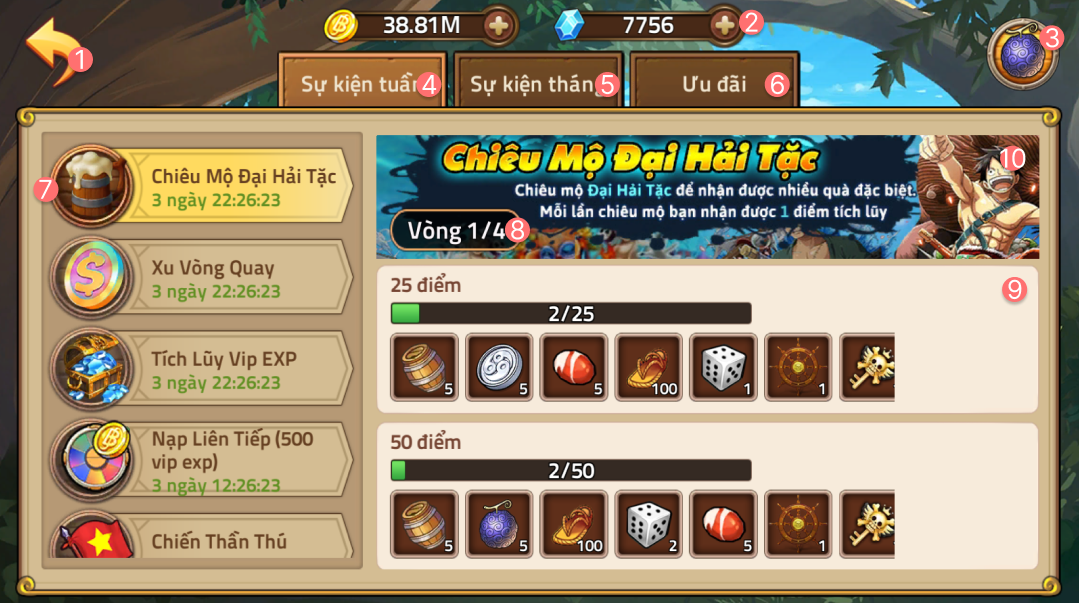 38.81M
7756
2
3
1
Sự kiện tuần 4
Sự kiện tháng 5
Ưu đãi 6
7
Chiêu Mộ Đại Hải Tặc
3 ngày 22:26:23
Xu Vòng Quay
3 ngày 22:26:23
Tích Lũy Vip EXP
3 ngày 22:26:23
Nạp Liên Tiếp (500
vip exp)
3 ngày 12:26:23
Chiến Thần Thú
Chiêu Mộ Đại Hải Tặc
10
Chiêu mộ Đại Hải Tặc để nhận được nhiều quà đặc biệt.
Mỗi lần chiêu mộ bạn nhận được 1 điểm tích lũy
Vòng 1/4 8
25 điểm
9
2/25
5
5
5
100
1
1
50 điểm
2/50
5
5
100
2
5
1